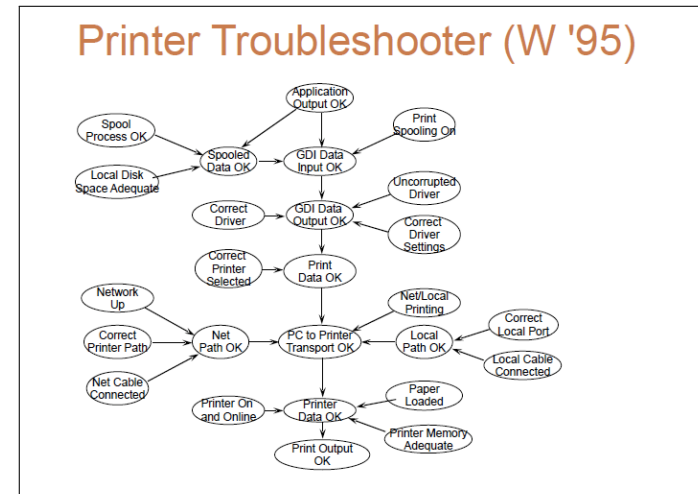 Printer Troubleshooter (W '95)
Application
Output OK
Spool
Process OK
Print
Spooling On
Spooled
Data OK
GDI Data
Input OK
Local Disk
Space Adequate
Uncorrupted
Driver
Correct
Driver
GDI Data
Output OK
Correct
Driver
Settings
Correct
Printer
Selected
Print
Data OK
Network
Up
Net/Local
Printing
Correct
Local Port
Correct
Printer Path
Net
Path OK
PC to Printer
Transport OK
Local
Path OK
Local Cable
Connected
Net Cable
Connected
Paper
Loaded
Printer On
and Online
Printer
Data OK
Printer Memory
Adequate
Print Output
OK